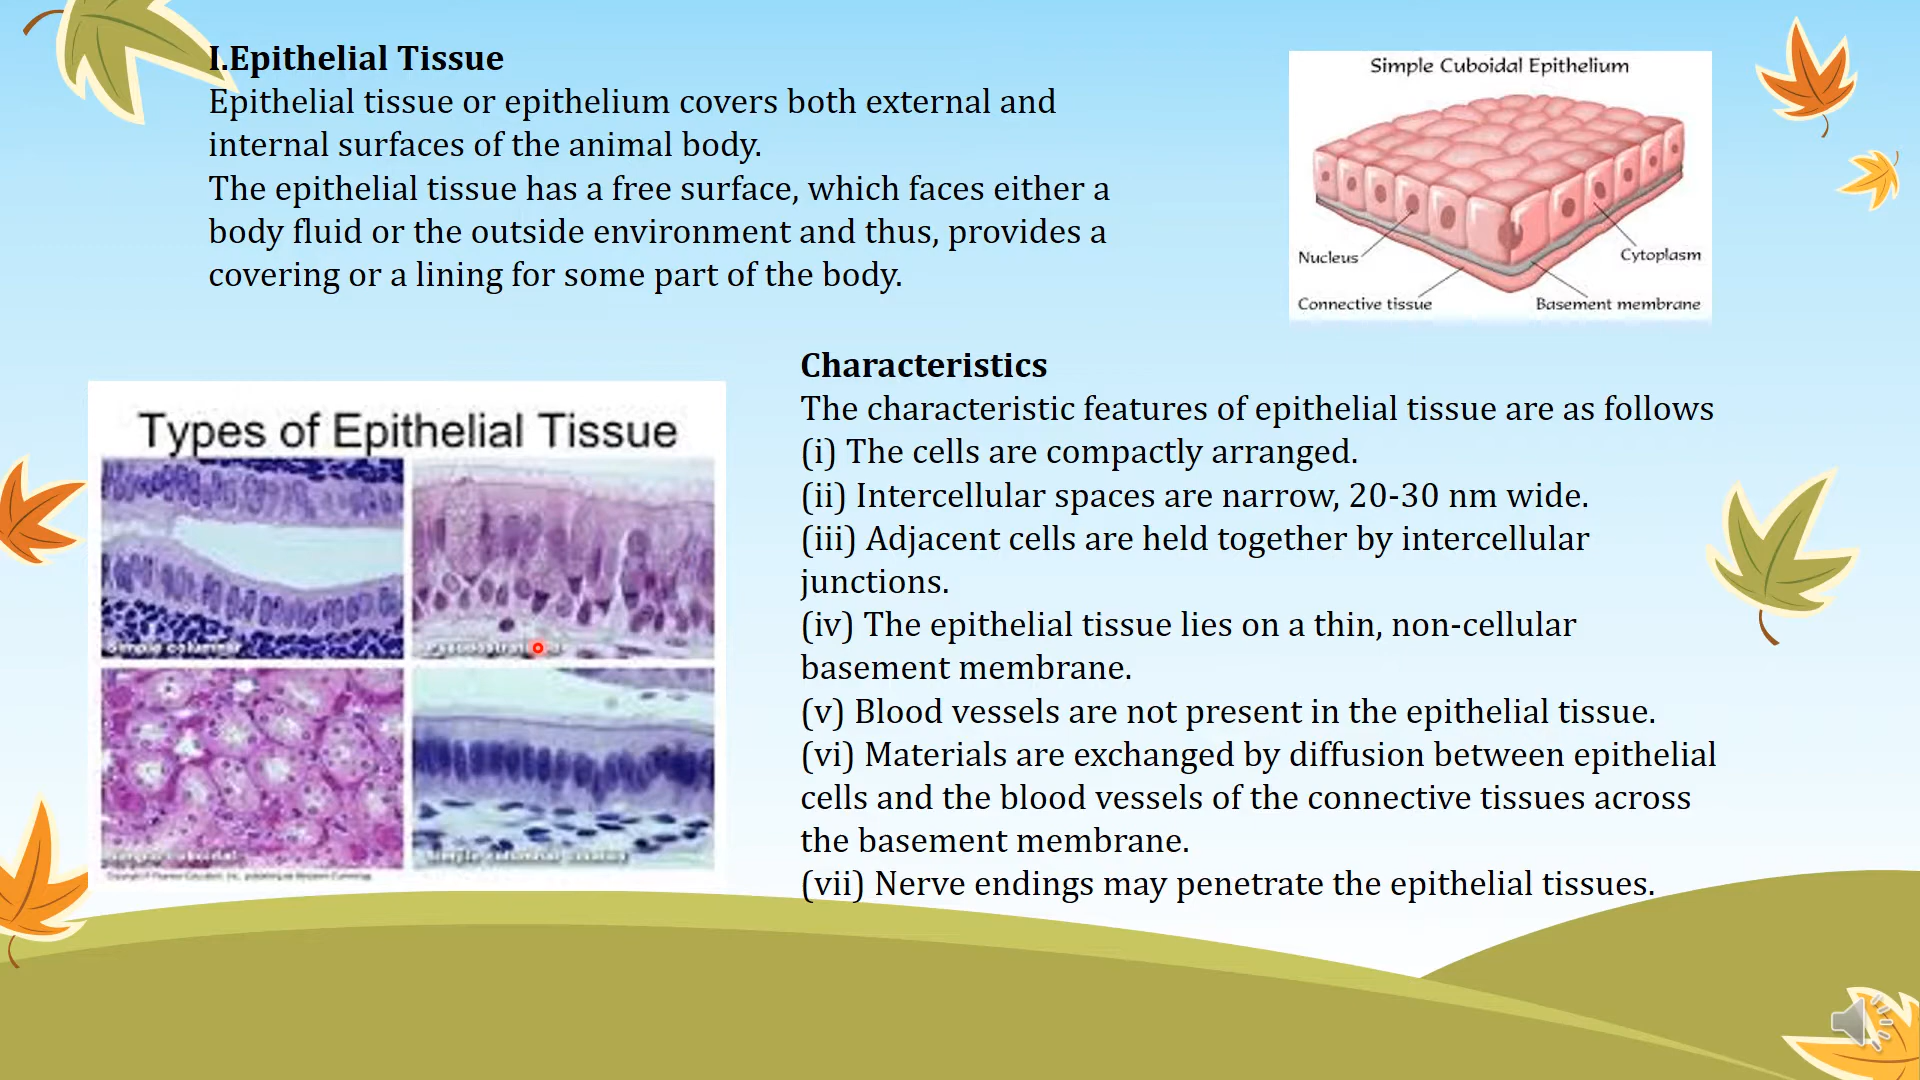 I.Epithelial Tissue
Epithelial tissue or epithelium covers both external and
internal surfaces of the animal body.
The epithelial tissue has a free surface, which faces either a
body fluid or the outside environment and thus, provides a
covering or a lining for some part of the body.
Simple Cuboidal Epithelium
Nucleus
Cytoplasm
Connective tissue
Basement membrane
Types of Epithelial Tissue
Simple columnar
Simple cuboidal
Characteristics
The characteristic features of epithelial tissue are as follows
(i) The cells are compactly arranged.
(ii) Intercellular spaces are narrow, 20-30 nm wide.
(iii) Adjacent cells are held together by intercellular
junctions.
(iv) The epithelial tissue lies on a thin, non-cellular
basement membrane.
(v) Blood vessels are not present in the epithelial tissue.
(vi) Materials are exchanged by diffusion between epithelial
cells and the blood vessels of the connective tissues across
the basement membrane.
(vii) Nerve endings may penetrate the epithelial tissues.